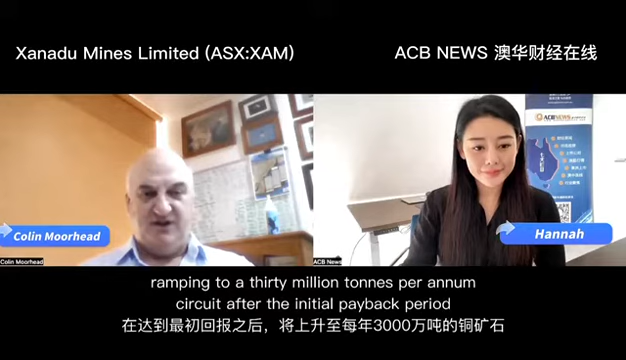 Xanadu Mines Limited (ASX:XAM)
ACB NEWS 澳华财经在线
ACB NEWS
Colin Moorhead
Hannah
Colin Moorhead
ACB News
ramping to a thirty million tonnes per annum
circuit after the initial payback period
在达到最初回报之后，将上升至每年3000万吨的铜矿石